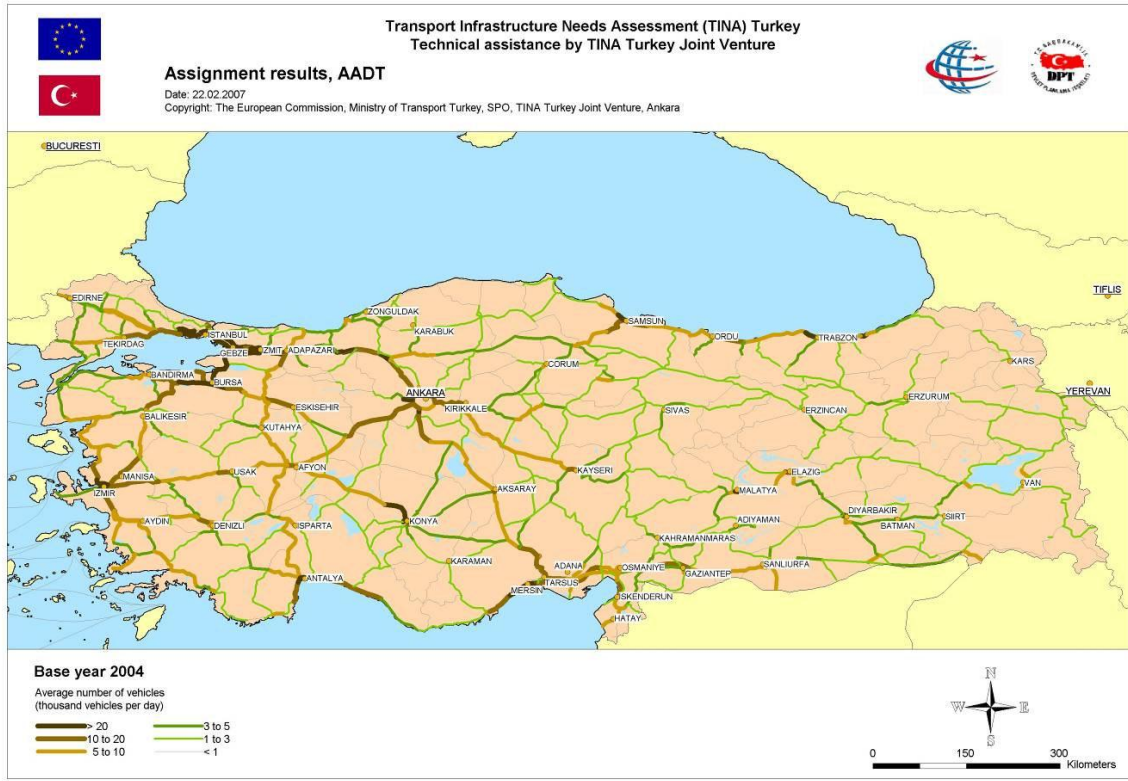 Transport Infrastructure Needs Assessment (TINA) Turkey
Technical assistance by TINA Turkey Joint Venture
Assignment results, AADT
Date: 22.02.2007
Copyright: The European Commission, Ministry of Transport Turkey, SPO, TINA Turkey Joint Venture, Ankara
DPT
BUCURESTI
TIFLIS
YEREVAN
EDIRNE
ISTANBUL
TEKIRDAG
GEBZE
IZMIT
ADAPAZARI
ZONGULDAK
KARABUK
SAMSUN
ORDU
TRABZON
KARS
BANDIRMA
BURSA
CORUM
ANKARA
KIRIKKALE
ESKISEHIR
BALIKESIR
KUTAHYA
SIVAS
ERZINCAN
ERZURUM
MANISA
USAK
AFYON
KAYSERI
ELAZIG
IZMIR
AKSARAY
MALATYA
VAN
AYDIN
DENIZLI
ISPARTA
KONYA
ADIYAMAN
DIYARBAKIR
BATMAN
SIIRT
KAHRAMANMARAS
KARAMAN
ADANA
OSMANIYE
GAZIANTEP
SANLIURFA
ANTALYA
MERSIN
TARSUS
ISKENDERUN
HATAY
Base year 2004
Average number of vehicles
(thousand vehicles per day)
> 20
10 to 20
5 to 10
3 to 5
1 to 3
< 1
N
W E
S
0 150 300
Kilometers